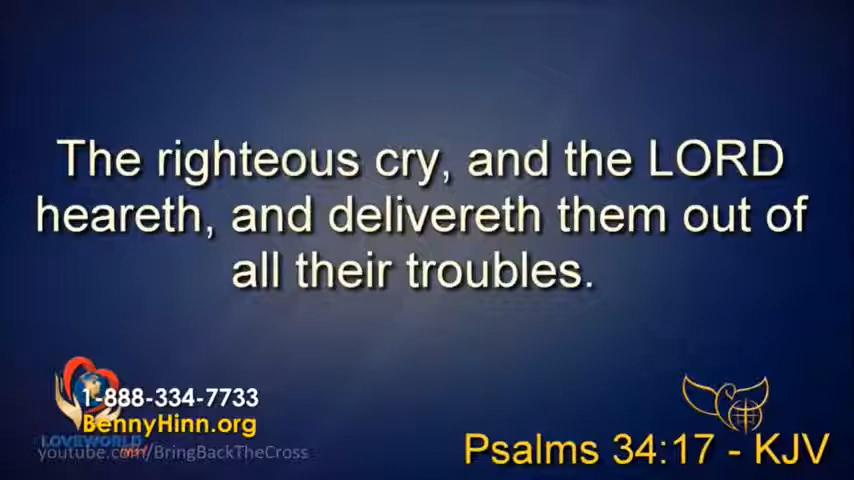 The righteous cry, and the LORD
heareth, and delivereth them out of
all their troubles.
1-888-334-7733
BennyHinn.org
LOVEWORLD
youtube.com/BringBackTheCross
Psalms 34:17 - KJV